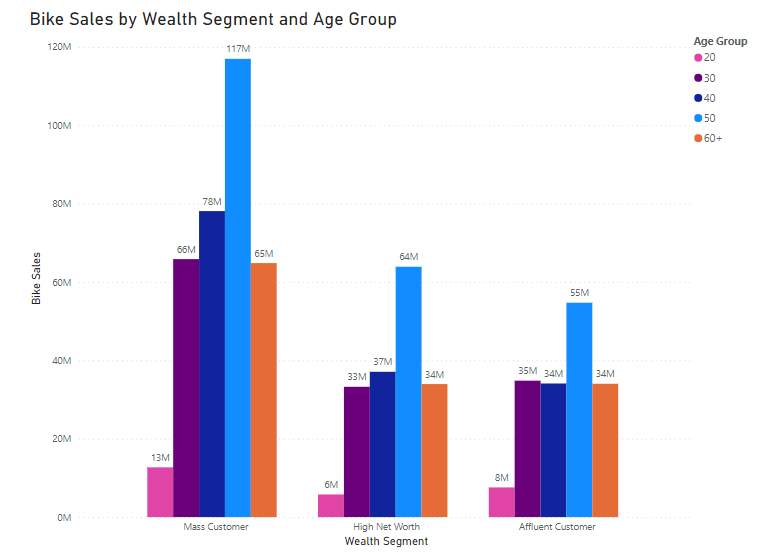 Bike Sales by Wealth Segment and Age Group
Age Group
20
30
40
50
60+
Bike Sales
120M
100M
80M
60M
40M
20M
0M
13M
66M
78M
117M
65M
6M
33M
37M
64M
34M
8M
35M
34M
55M
34M
Mass Customer
High Net Worth
Affluent Customer
Wealth Segment